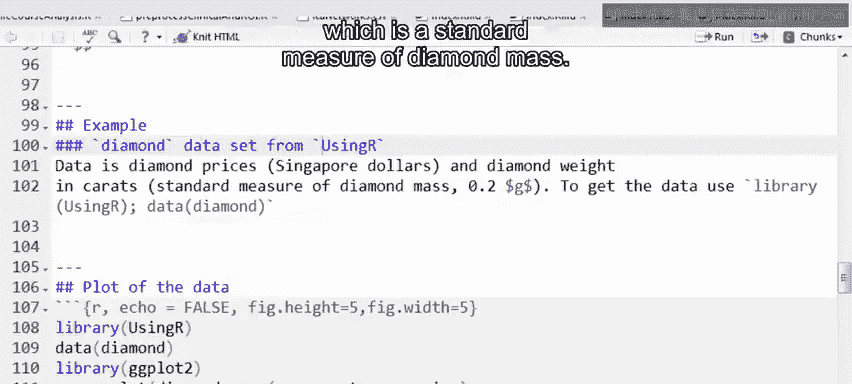 which is a standard
measure of diamond mass.
ABC
? Knit HTML
Run
Chunks
96
97
98 ---
99 ## Example
100 ### `diamond` data set from `UsingR`
101 Data is diamond prices (Singapore dollars) and diamond weight
102 in carats (standard measure of diamond mass, 0.2 $g$). To get the data use `library
(UsingR); data(diamond)`
103
104
105 ---
106 ## Plot of the data
107 ```{r, echo = FALSE, fig.height=5,fig.width=5}
108 library(UsingR)
109 data(diamond)
110 library(ggplot2)